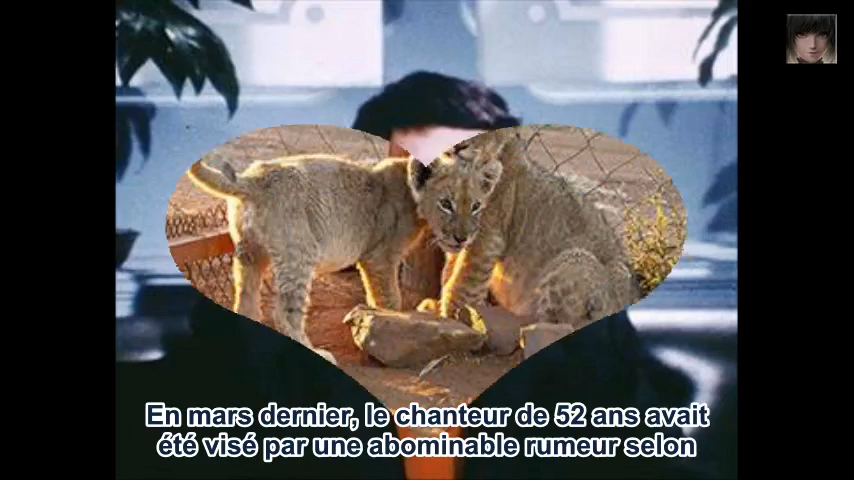 En mars dernier, le chanteur de 52 ans avait
été visé par une abominable rumeur selon